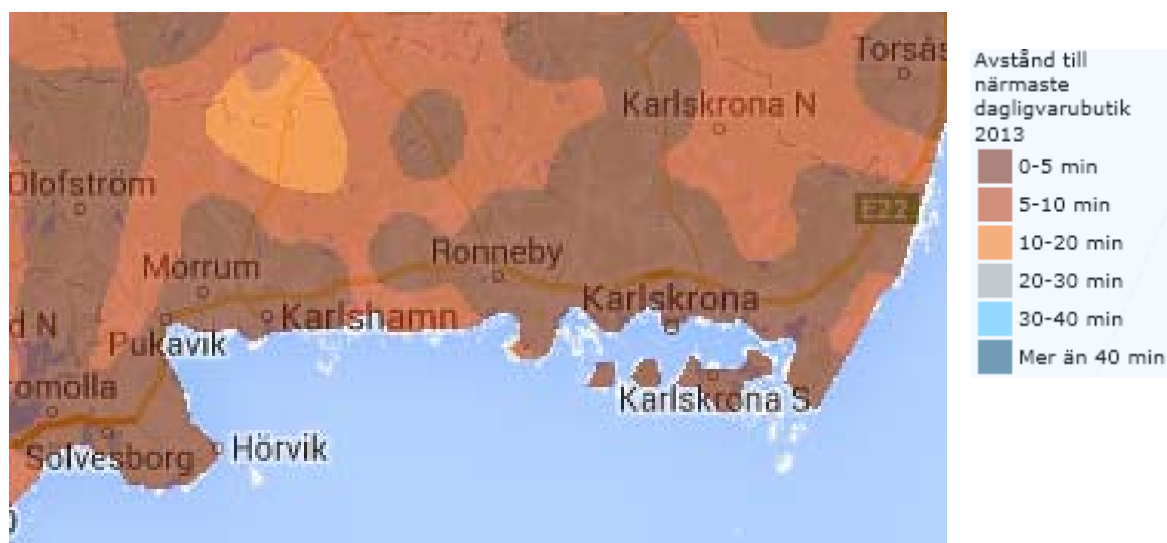 Torsås
Karlskrona N
Olofström
E22
Ronneby
Mörrum
Karlskrona
Karlshamn
d N
Pukavik
omolla
Karlskrona S
Hörvik
Sölvesborg
Avstånd till
närmaste
dagligvarubutik
2013
0-5 min
5-10 min
10-20 min
20-30 min
30-40 min
Mer än 40 min